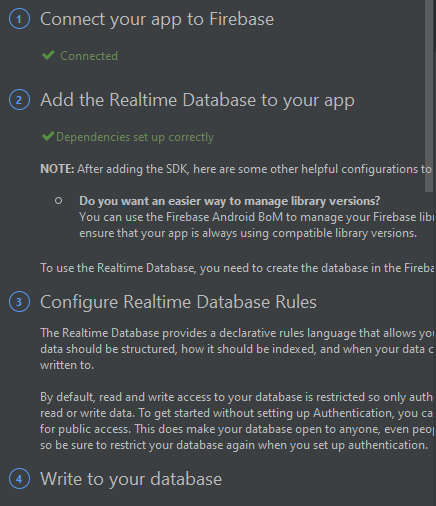 1 Connect your app to Firebase
✔ Connected
2 Add the Realtime Database to your app
✔ Dependencies set up correctly
NOTE: After adding the SDK, here are some other helpful configurations to
Do you want an easier way to manage library versions?
You can use the Firebase Android BoM to manage your Firebase
ensure that your app is always using compatible library versions.
To use the Realtime Database, you need to create the database in the
3 Configure Realtime Database Rules
The Realtime Database provides a declarative rules language that allows
data should be structured, how it should be indexed, and when your data
written to.
By default, read and write access to your database is restricted so only
read or write data. To get started without setting up Authentication, you
for public access. This does make your database open to anyone, even
so be sure to restrict your database again when you set up authentication.
4 Write to your database